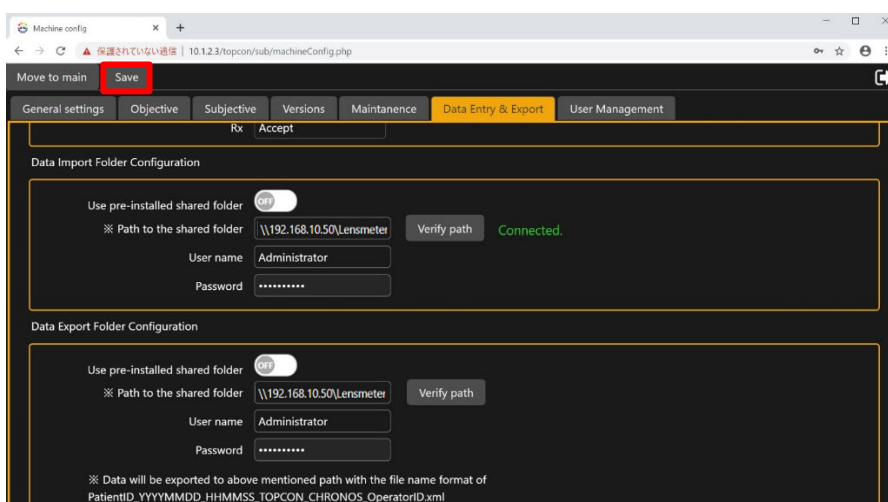 Machine config
保護されていない通信 | 10.1.2.3/topcon/sub/machineConfig.php
Move to main Save
General settings Objective Subjective Versions Maintanence Data Entry & Export User Management
Rx Accept
Data Import Folder Configuration
Use pre-installed shared folder OFF
※ Path to the shared folder \\192.168.10.50\Lensmeter Verify path Connected.
User name Administrator
Password ••••••••••
Data Export Folder Configuration
Use pre-installed shared folder OFF
※ Path to the shared folder \\192.168.10.50\Lensmeter Verify path
User name Administrator
Password ••••••••••
※ Data will be exported to above mentioned path with the file name format of
PatientID_YYYYMMDD_HHMMSS_TOPCON_CHRONOS_OperatorID.xml